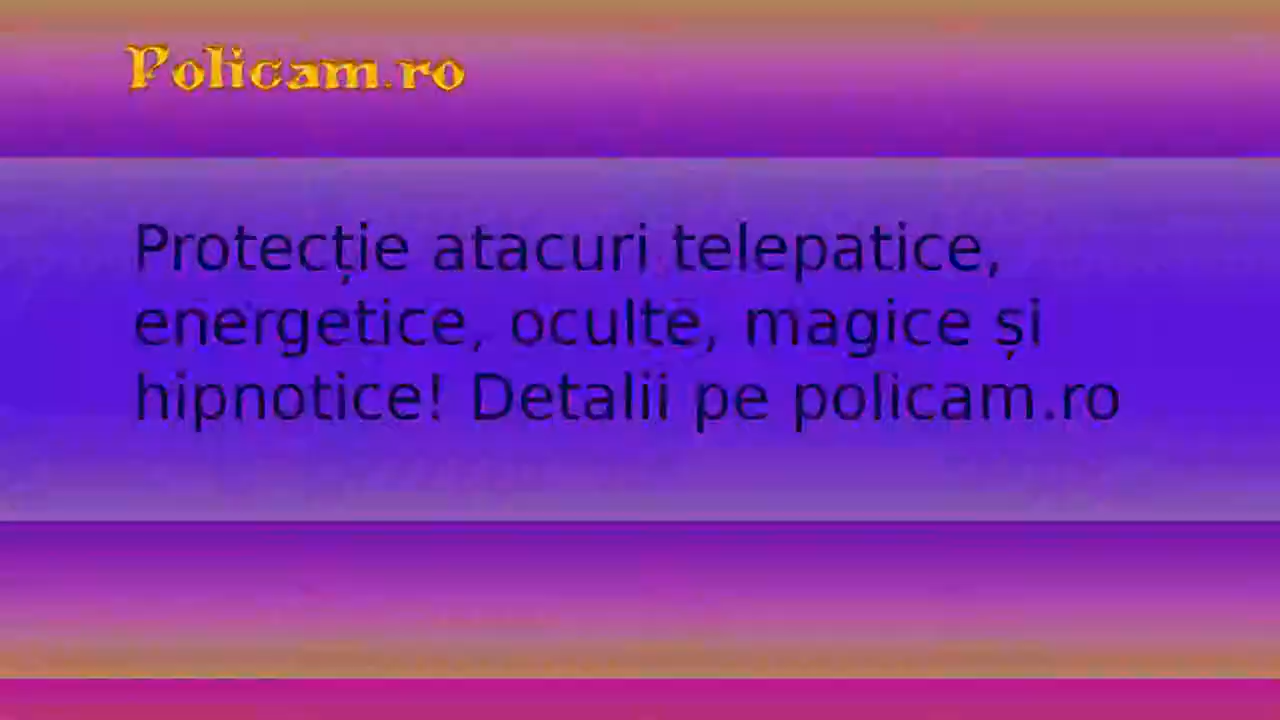 Policam.ro
Protecție atacuri telepatice,
energetice, oculte, magice și
hipnotice! Detalii pe policam.ro